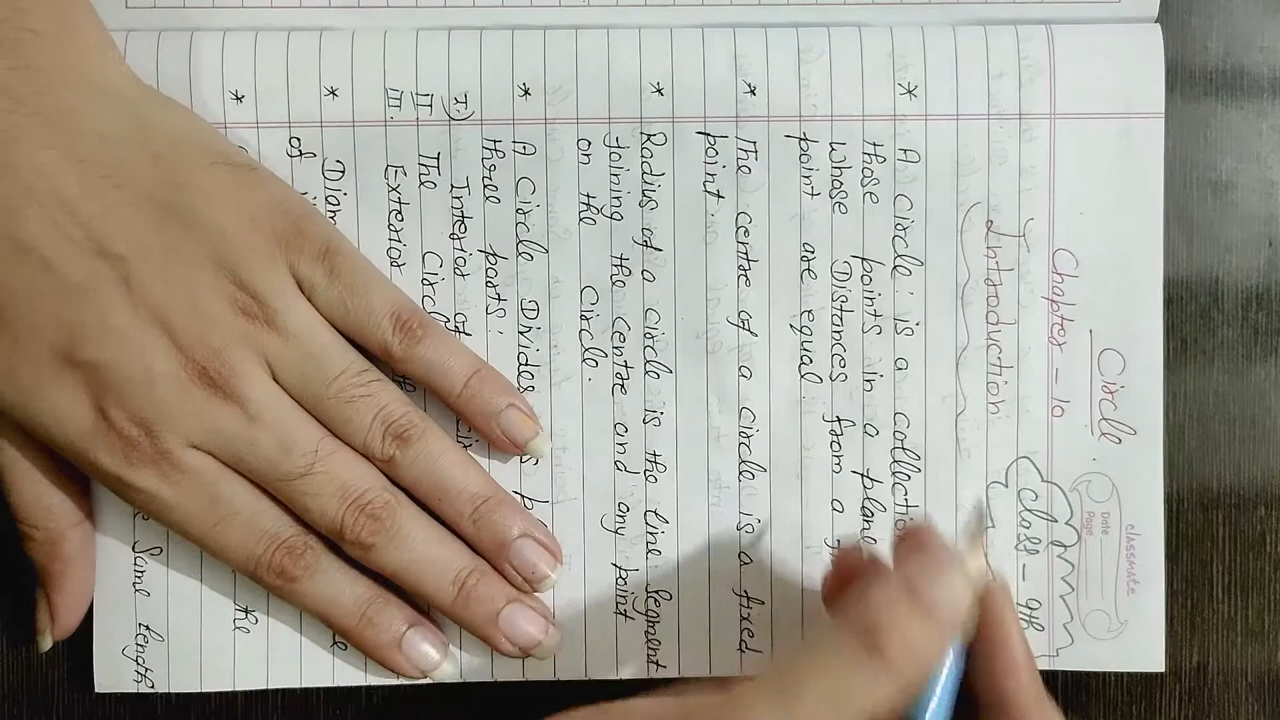 classmate
Date
Page
Circle.
Chapter - 10
Class - 9th
Introduction
* A circle is a collection
those points in a plane
whose Distances from a
point are equal.
* The centre of a circle is a fixed
point.
* Radius of a circle is the line Segment
Joining the centre and any point
on the circle.
* A Circle Divides
three parts:
I.) Interior of
II. The
III. Exterior
*
of
*
the
Same Length